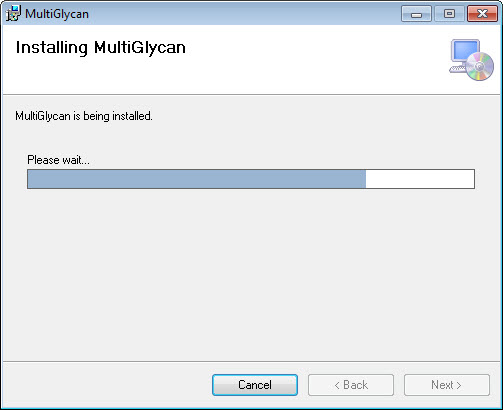 MultiGlycan
Installing MultiGlycan
MultiGlycan is being installed.
Please wait...
Cancel
< Back
Next >